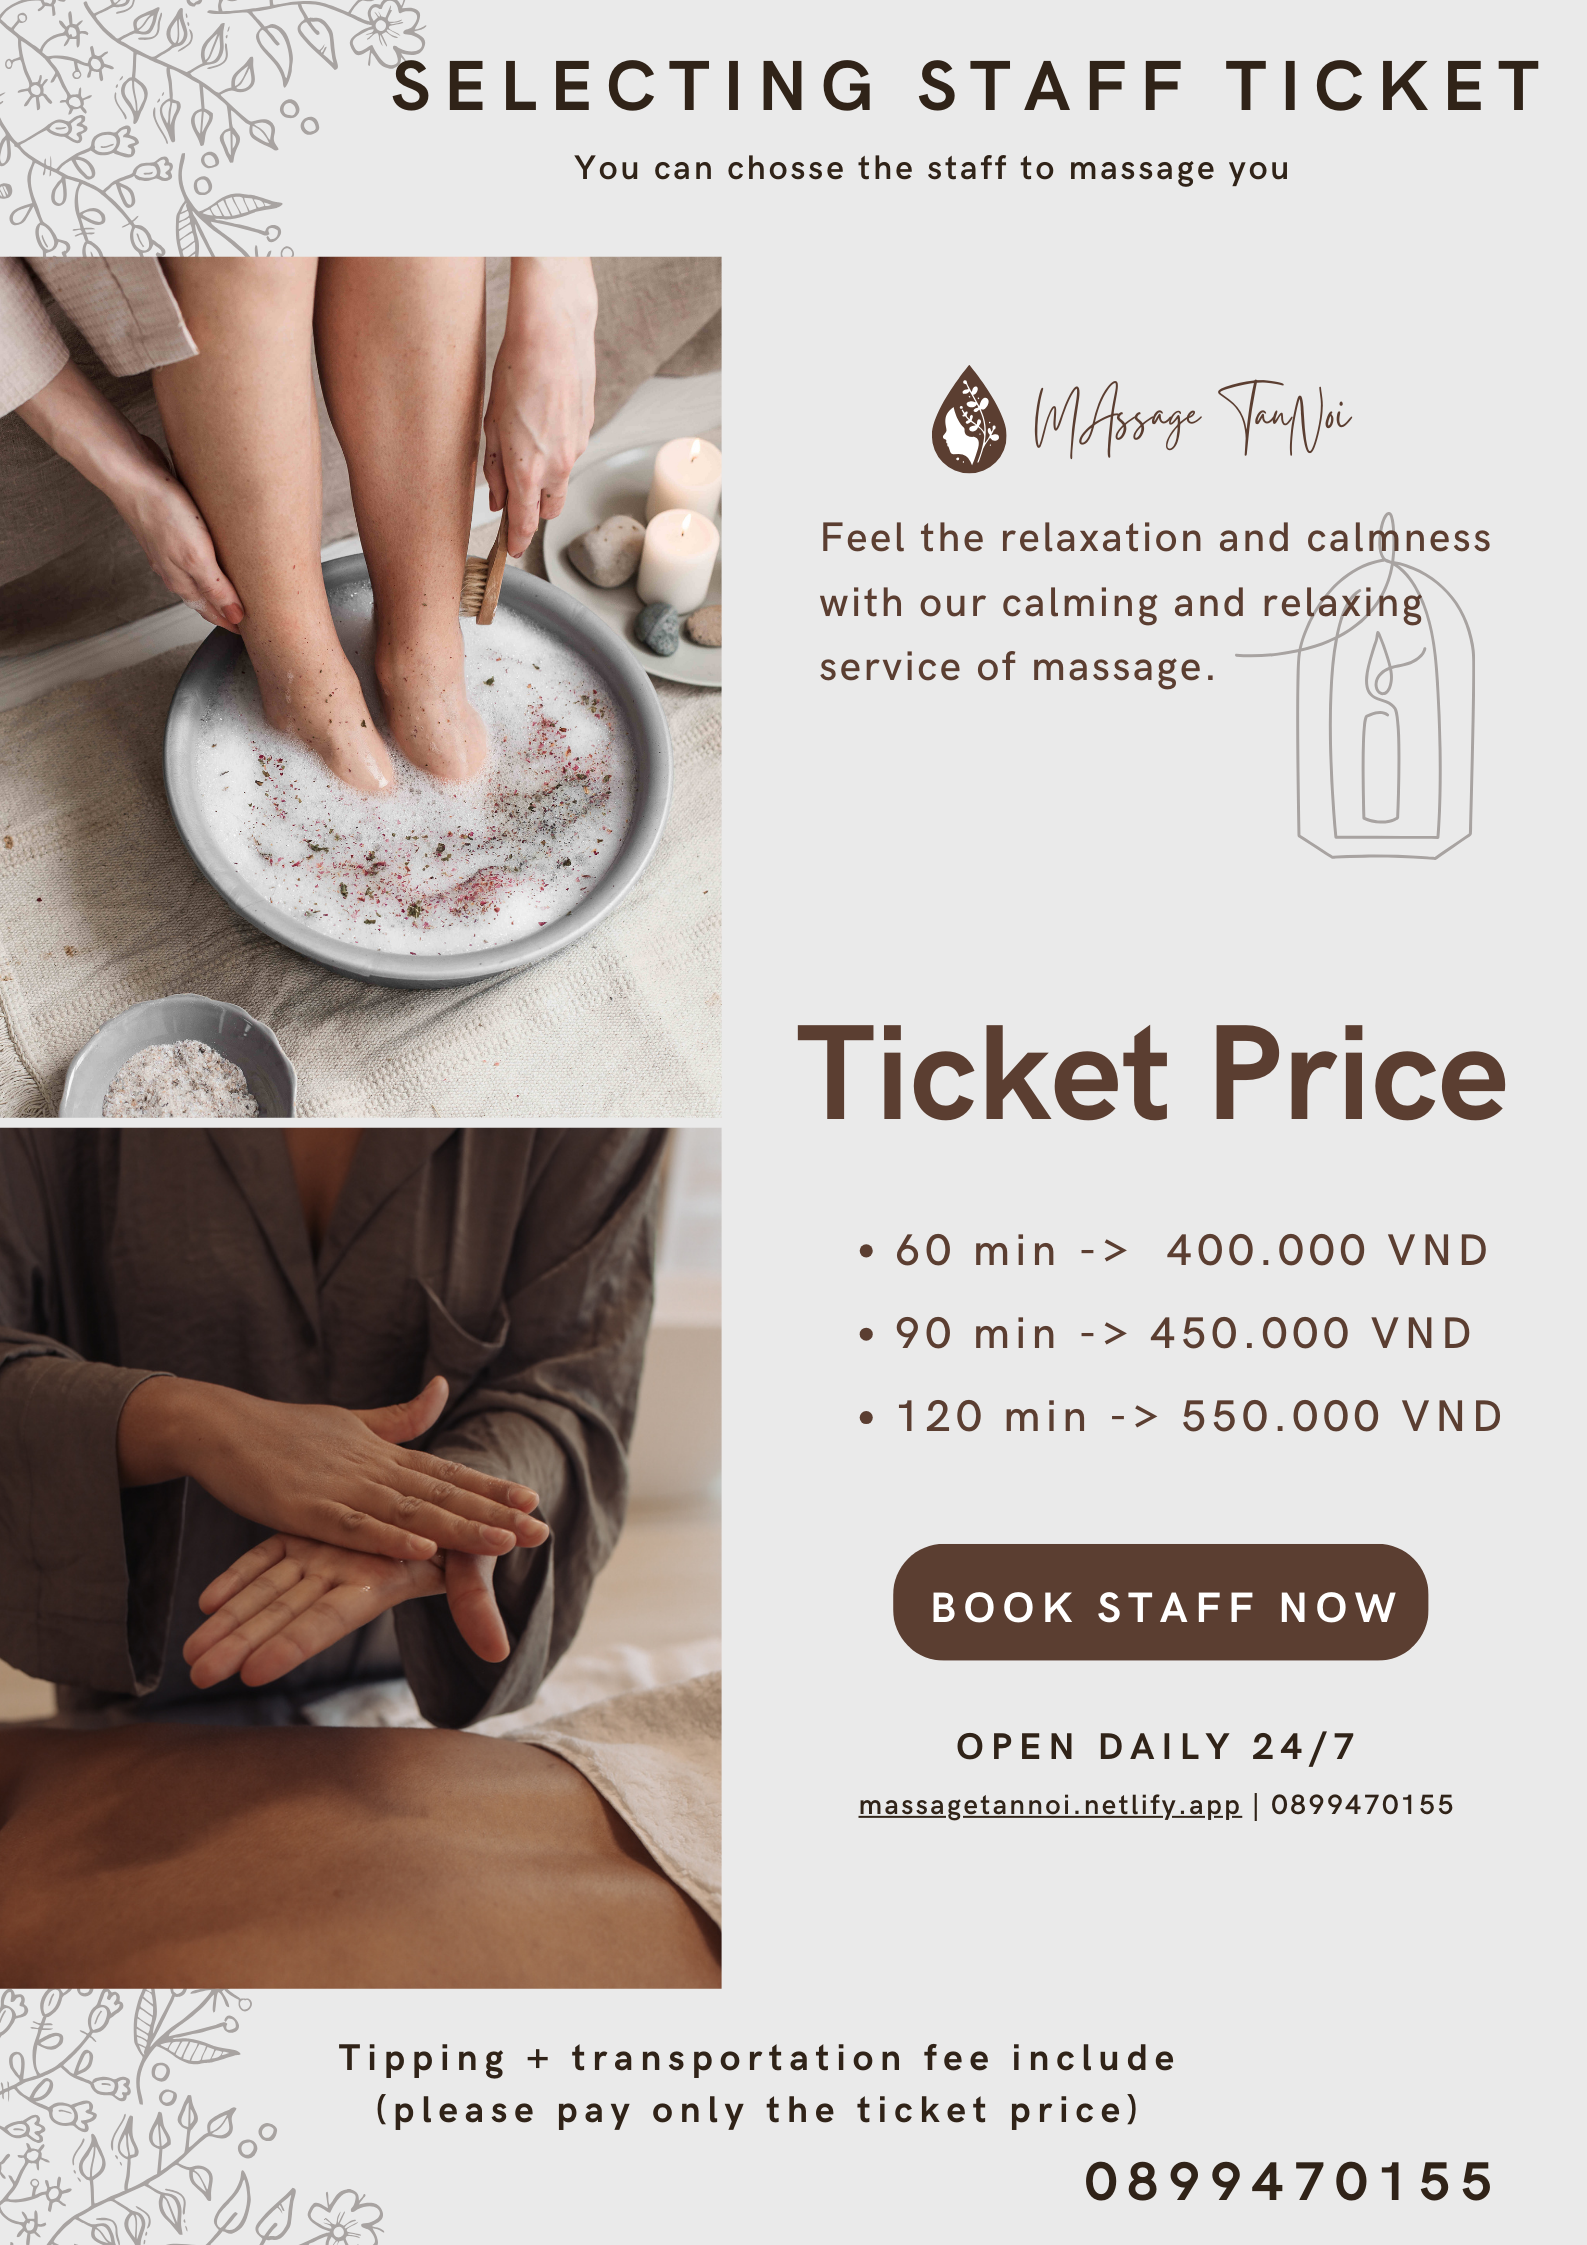 SELECTING STAFF TICKET
You can chosse the staff to massage you
MAssage TanNoi
Feel the relaxation and calmness
with our calming and relaxing
service of massage.
Ticket Price
• 60 min -> 400.000 VND
• 90 min -> 450.000 VND
• 120 min -> 550.000 VND
BOOK STAFF NOW
OPEN DAILY 24/7
massagetannoi.netlify.app | 0899470155
Tipping + transportation fee include
(please pay only the ticket price)
0899470155